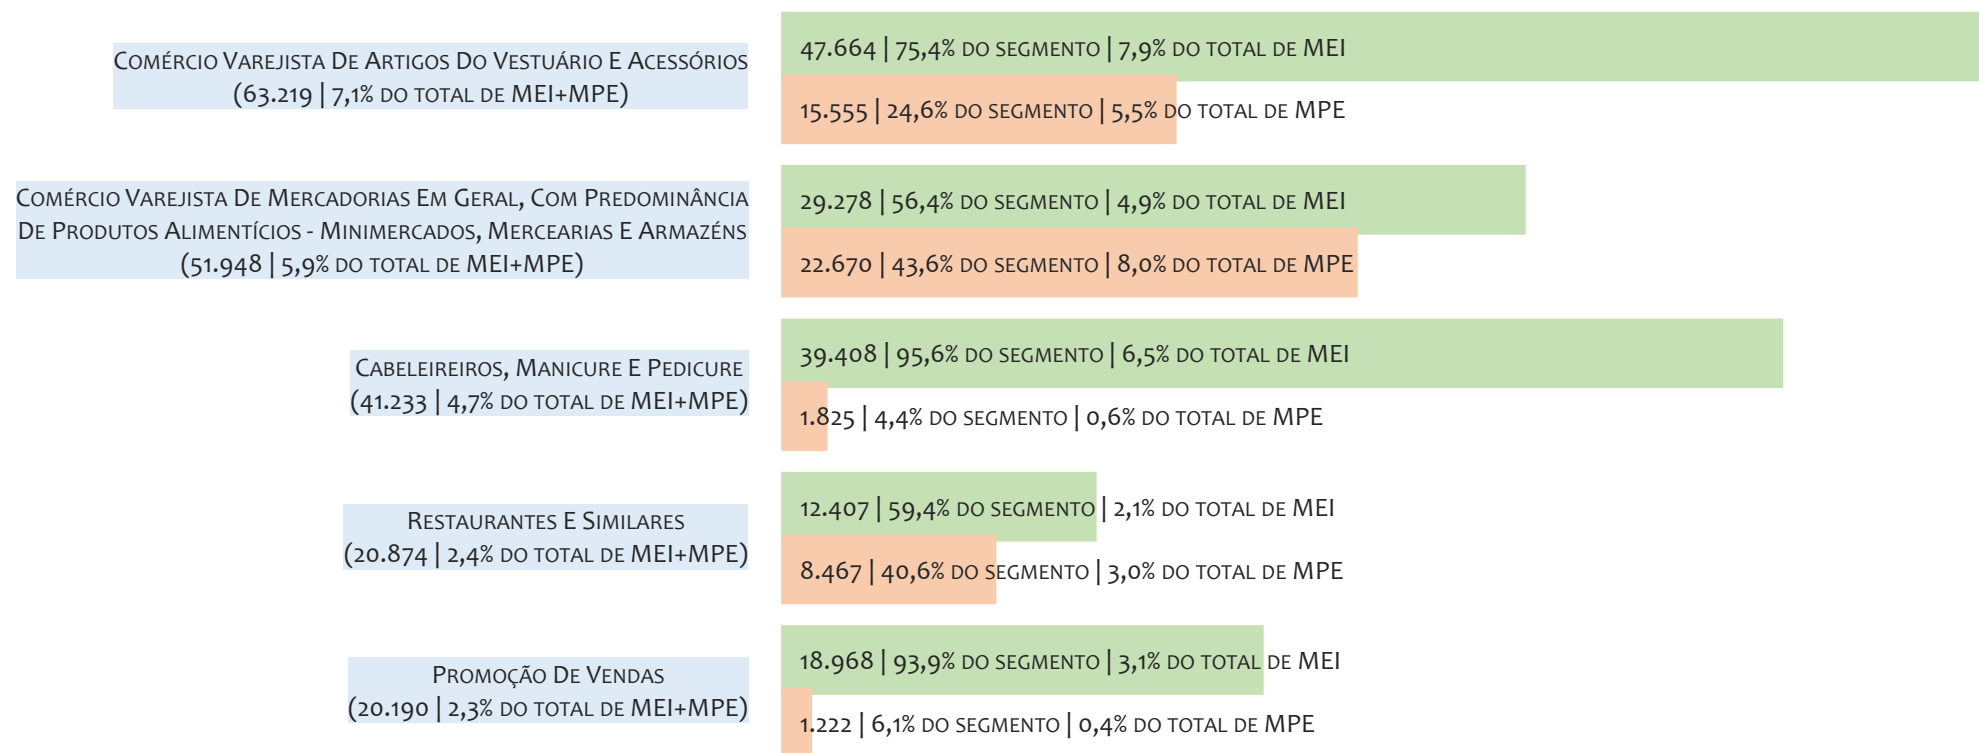 Comércio Varejista De Artigos Do Vestuário E Acessórios
(63.219 | 7,1% do total de MEI+MPE)
47.664 | 75,4% do segmento | 7,9% do total de MEI
15.555 | 24,6% do segmento | 5,5% do total de MPE
Comércio Varejista De Mercadorias Em Geral, Com Predominância
De Produtos Alimentícios - Minimercados, Mercearias E Armazéns
(51.948 | 5,9% do total de MEI+MPE)
29.278 | 56,4% do segmento | 4,9% do total de MEI
22.670 | 43,6% do segmento | 8,0% do total de MPE
Cabeleireiros, Manicure E Pedicure
(41.233 | 4,7% do total de MEI+MPE)
39.408 | 95,6% do segmento | 6,5% do total de MEI
1.825 | 4,4% do segmento | 0,6% do total de MPE
Restaurantes E Similares
(20.874 | 2,4% do total de MEI+MPE)
12.407 | 59,4% do segmento | 2,1% do total de MEI
8.467 | 40,6% do segmento | 3,0% do total de MPE
Promoção De Vendas
(20.190 | 2,3% do total de MEI+MPE)
18.968 | 93,9% do segmento | 3,1% do total de MEI
1.222 | 6,1% do segmento | 0,4% do total de MPE